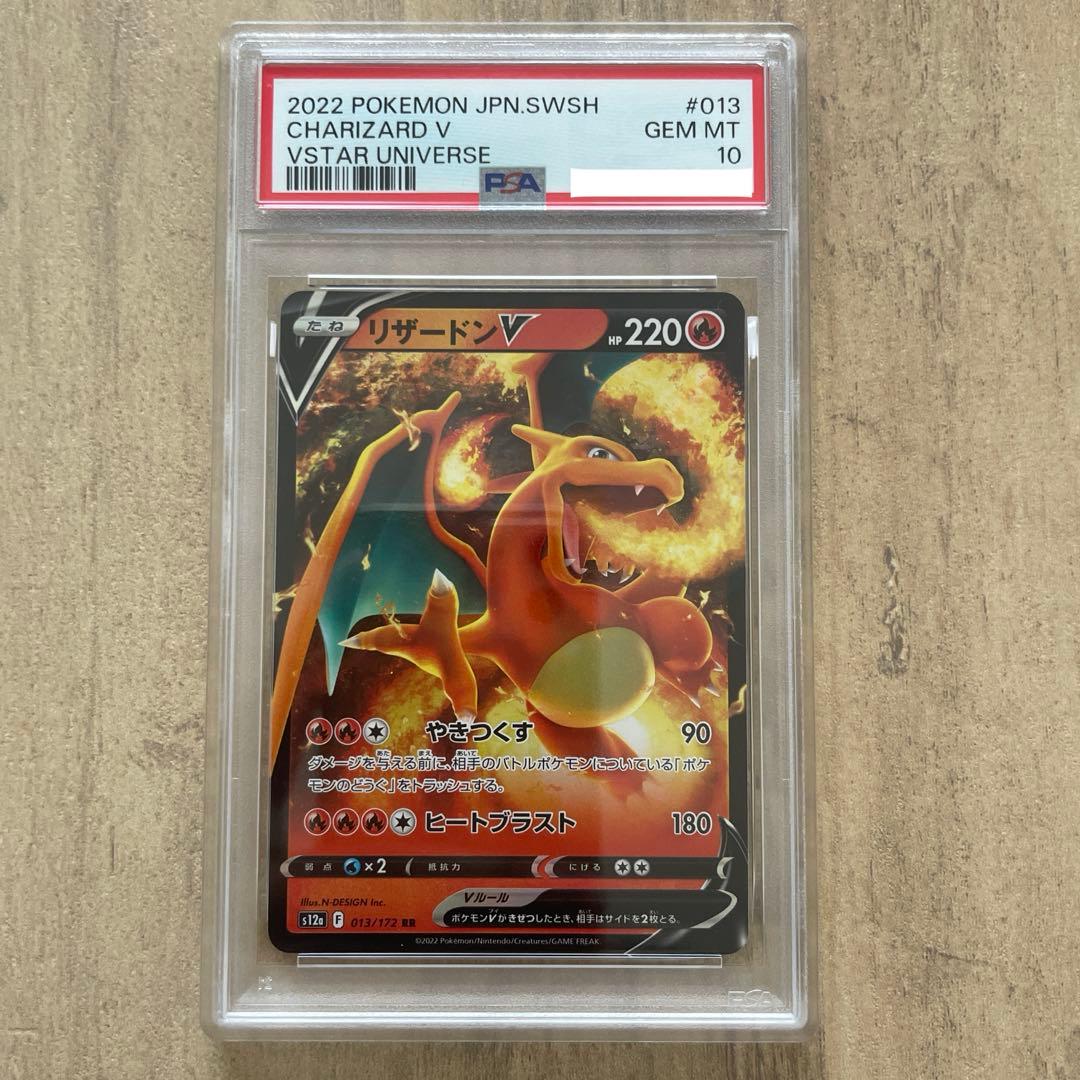 2022 POKEMON JPN.SWSH #013
CHARIZARD V GEM MT
VSTAR UNIVERSE 10
PSA
たね リザードンV HP 220
やきつくす 90
ダメージを与える前に、相手のバトルポケモンについている「ポケ
モンのどうぐ」をトラッシュする。
ヒートブラスト 180
弱点 ×2 抵抗力 にげる
Illus.N-DESIGN Inc.
Vルール
s12a F 013/172 RR
ポケモンVがきぜつしたとき、相手はサイドを2枚とる。
©2022 Pokémon/Nintendo/Creatures/GAME FREAK
PSA